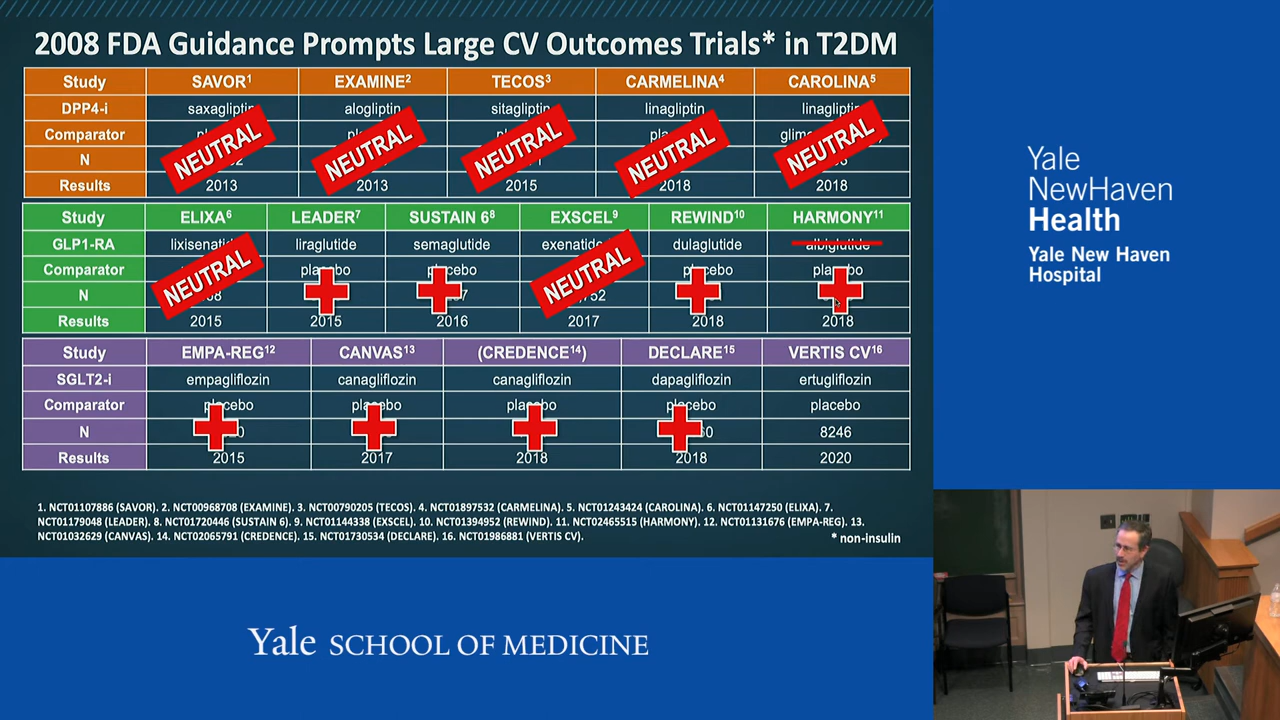 2008 FDA Guidance Prompts Large CV Outcomes Trials* in T2DM
Study SAVOR¹ EXAMINE² TECOS³ CARMELINA⁴ CAROLINA⁵
DPP4-i saxagliptin alogliptin sitagliptin linagliptin linagliptin
Comparator
N
NEUTRAL NEUTRAL NEUTRAL NEUTRAL NEUTRAL
Results 2013 2013 2015 2018 2018
Study ELIXA⁶ LEADER⁷ SUSTAIN 6⁸ EXSCEL⁹ REWIND¹⁰ HARMONY¹¹
GLP1-RA lixisenatide liraglutide semaglutide exenatide dulaglutide albiglutide
Comparator placebo placebo placebo placebo
N
NEUTRAL NEUTRAL
Results 2015 2015 2016 2017 2018 2018
Study EMPA-REG¹² CANVAS¹³ (CREDENCE¹⁴) DECLARE¹⁵ VERTIS CV¹⁶
SGLT2-i empagliflozin canagliflozin canagliflozin dapagliflozin ertugliflozin
Comparator placebo placebo placebo placebo placebo
N 8246
Results 2015 2017 2018 2018 2020
1. NCT01107886 (SAVOR). 2. NCT00968708 (EXAMINE). 3. NCT00790205 (TECOS). 4. NCT01897532 (CARMELINA). 5. NCT01243424 (CAROLINA). 6. NCT01147250 (ELIXA). 7.
NCT01179048 (LEADER). 8. NCT01720446 (SUSTAIN 6). 9. NCT01144338 (EXSCEL). 10. NCT01394952 (REWIND). 11. NCT02465515 (HARMONY). 12. NCT01131676 (EMPA-REG). 13.
NCT01032629 (CANVAS). 14. NCT02065791 (CREDENCE). 15. NCT01730534 (DECLARE). 16. NCT01986881 (VERTIS CV).
* non-insulin
Yale
NewHaven
Health
Yale New Haven
Hospital
Yale SCHOOL OF MEDICINE